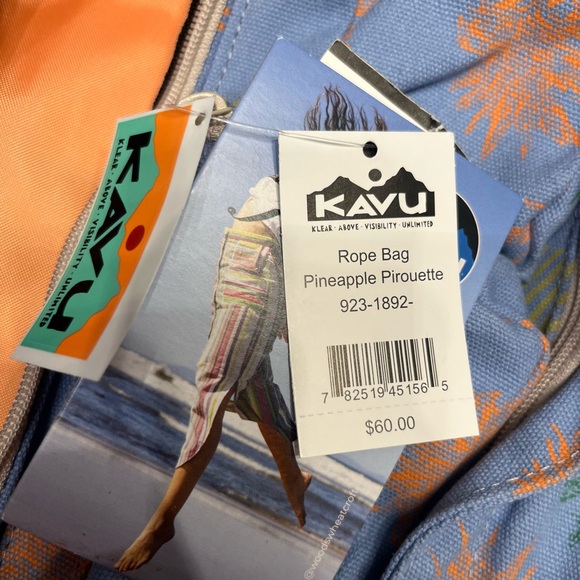 KAVU
KLEAR · ABOVE · VISIBILITY · UNLIMITED
KAVU
KLEAR · ABOVE · VISIBILITY · UNLIMITED
Rope Bag
Pineapple Pirouette
923-1892-
7 82519 45156 5
$60.00
@woodywheatcroft